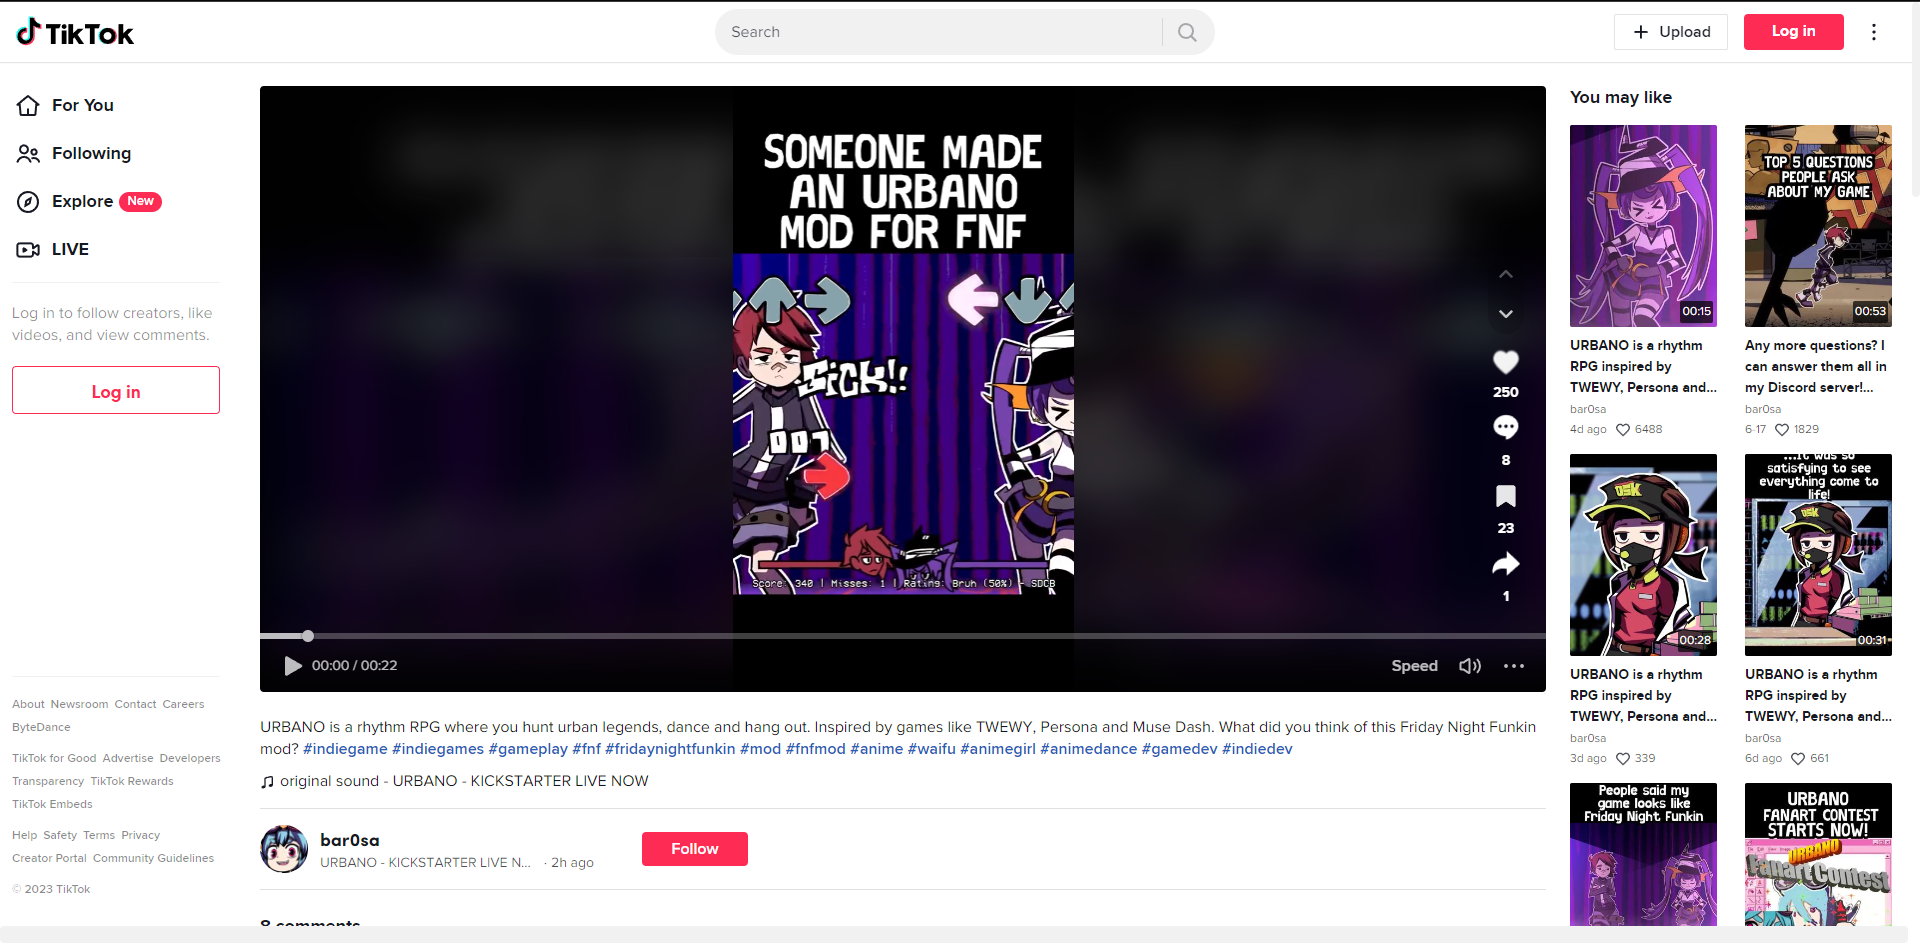 TikTok
Search
Upload
Log in
For You
Following
Explore New
LIVE
Log in to follow creators, like
videos, and view comments.
Log in
About Newsroom Contact Careers
ByteDance
TikTok for Good Advertise Developers
Transparency TikTok Rewards
TikTok Embeds
Help Safety Terms Privacy
Creator Portal Community Guidelines
© 2023 TikTok
SOMEONE MADE
AN URBANO
MOD FOR FNF
SICK!!
001
Score: 340 | Misses: 1 | Rating: Bruh (50%) - SDCB
250
8
23
1
00:00 / 00:22
Speed
URBANO is a rhythm RPG where you hunt urban legends, dance and hang out. Inspired by games like TWEWY, Persona and Muse Dash. What did you think of this Friday Night Funkin
mod? #indiegame #indiegames #gameplay #fnf #fridaynightfunkin #mod #fnfmod #anime #waifu #animegirl #animedance #gamedev #indiedev
original sound - URBANO - KICKSTARTER LIVE NOW
bar0sa
URBANO - KICKSTARTER LIVE N... · 2h ago
Follow
8 comments
You may like
00:15
URBANO is a rhythm
RPG inspired by
TWEWY, Persona and...
bar0sa
4d ago 6488
TOP 5 QUESTIONS
PEOPLE ASK
ABOUT MY GAME
00:53
Any more questions? I
can answer them all in
my Discord server!...
bar0sa
6-17 1829
OSK
00:28
URBANO is a rhythm
RPG inspired by
TWEWY, Persona and...
bar0sa
3d ago 339
...it was so
satisfying to see
everything come to
life!
OSK
00:31
URBANO is a rhythm
RPG inspired by
TWEWY, Persona and...
bar0sa
6d ago 661
People said my
game looks like
Friday Night Funkin
URBANO
FANART CONTEST
STARTS NOW!
URBANO
Fanart Contest